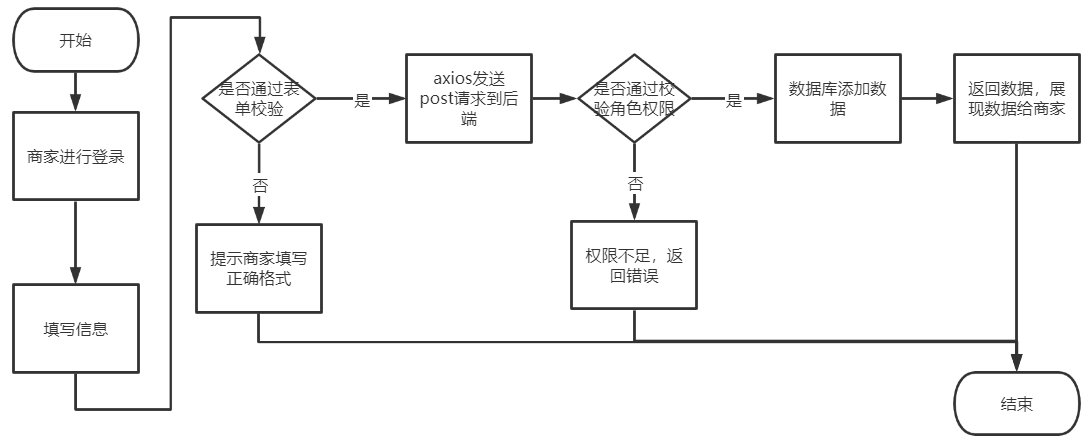 开始
商家进行登录
填写信息
是否通过表
单校验
是
否
提示商家填写
正确格式
axios发送
post请求到后
端
是否通过校
验角色权限
是
否
权限不足，返
回错误
数据库添加数
据
返回数据，展
现数据给商家
结束